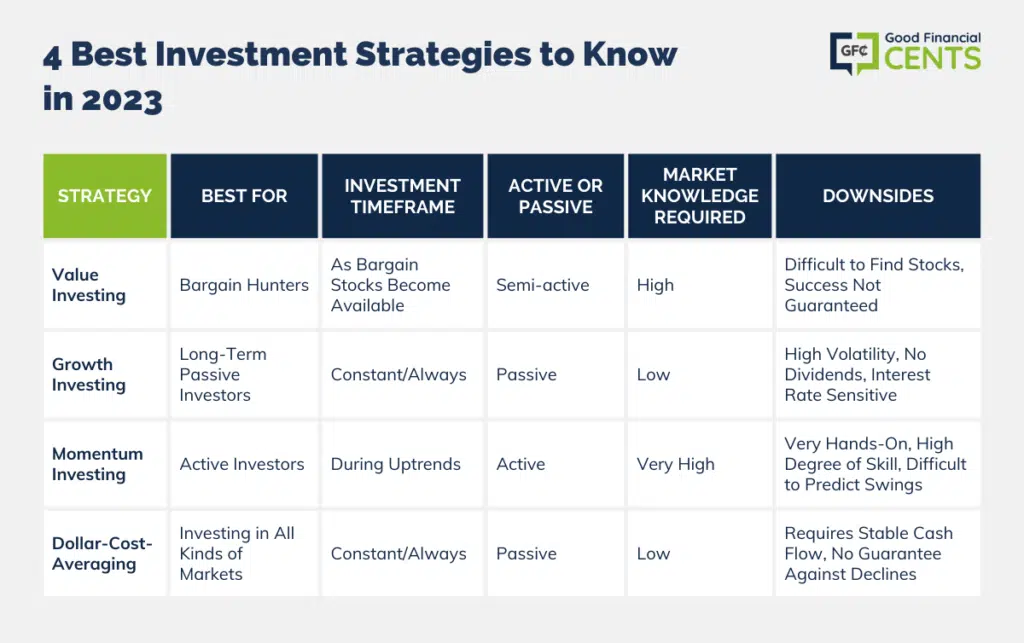 4 Best Investment Strategies to Know
in 2023
GFC
Good Financial
CENTS
STRATEGY
BEST FOR
INVESTMENT
TIMEFRAME
ACTIVE OR
PASSIVE
MARKET
KNOWLEDGE
REQUIRED
DOWNSIDES
Value
Investing
Bargain Hunters
As Bargain
Stocks Become
Available
Semi-active
High
Difficult to Find Stocks,
Success Not
Guaranteed
Growth
Investing
Long-Term
Passive
Investors
Constant/Always
Passive
Low
High Volatility, No
Dividends, Interest
Rate Sensitive
Momentum
Investing
Active Investors
During Uptrends
Active
Very High
Very Hands-On, High
Degree of Skill, Difficult
to Predict Swings
Dollar-Cost-
Averaging
Investing in All
Kinds of
Markets
Constant/Always
Passive
Low
Requires Stable Cash
Flow, No Guarantee
Against Declines